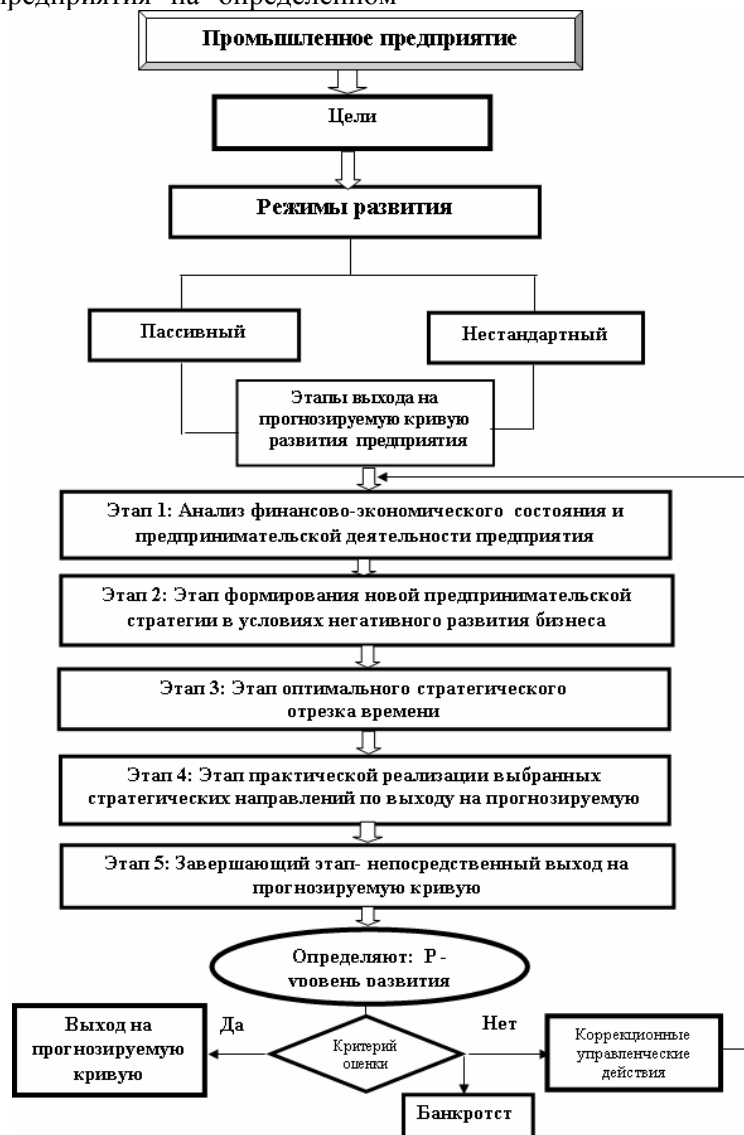 предприятия на определенном
Промышленное предприятие
Цели
Режимы развития
Пассивный
Нестандартный
Этапы выхода на
прогнозируемую кривую
развития предприятия
Этап 1: Анализ финансово-экономического состояния и
предпринимательской деятельности предприятия
Этап 2: Этап формирования новой предпринимательской
стратегии в условиях негативного развития бизнеса
Этап 3: Этап оптимального стратегического
отрезка времени
Этап 4: Этап практической реализации выбранных
стратегических направлений по выходу на прогнозируемую
Этап 5: Завершающий этап- непосредственный выход на
прогнозируемую кривую
Определяют: Р -
уровень развития
Выход на
прогнозируемую
кривую
Да
Критерий
оценки
Нет
Коррекционные
управленческие
действия
Банкротст